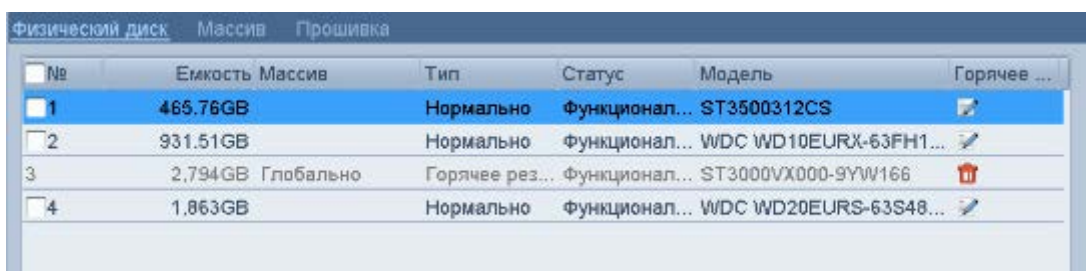 Физический диск Массив Прошивка
№ Емкость Массив Тип Статус Модель Горячее ...
1 465.76GB Нормально Функционал... ST3500312CS
2 931.51GB Нормально Функционал... WDC WD10EURX-63FH1...
3 2,794GB Глобально Горячее рез... Функционал... ST3000VX000-9YW166
4 1,863GB Нормально Функционал... WDC WD20EURS-63S48...